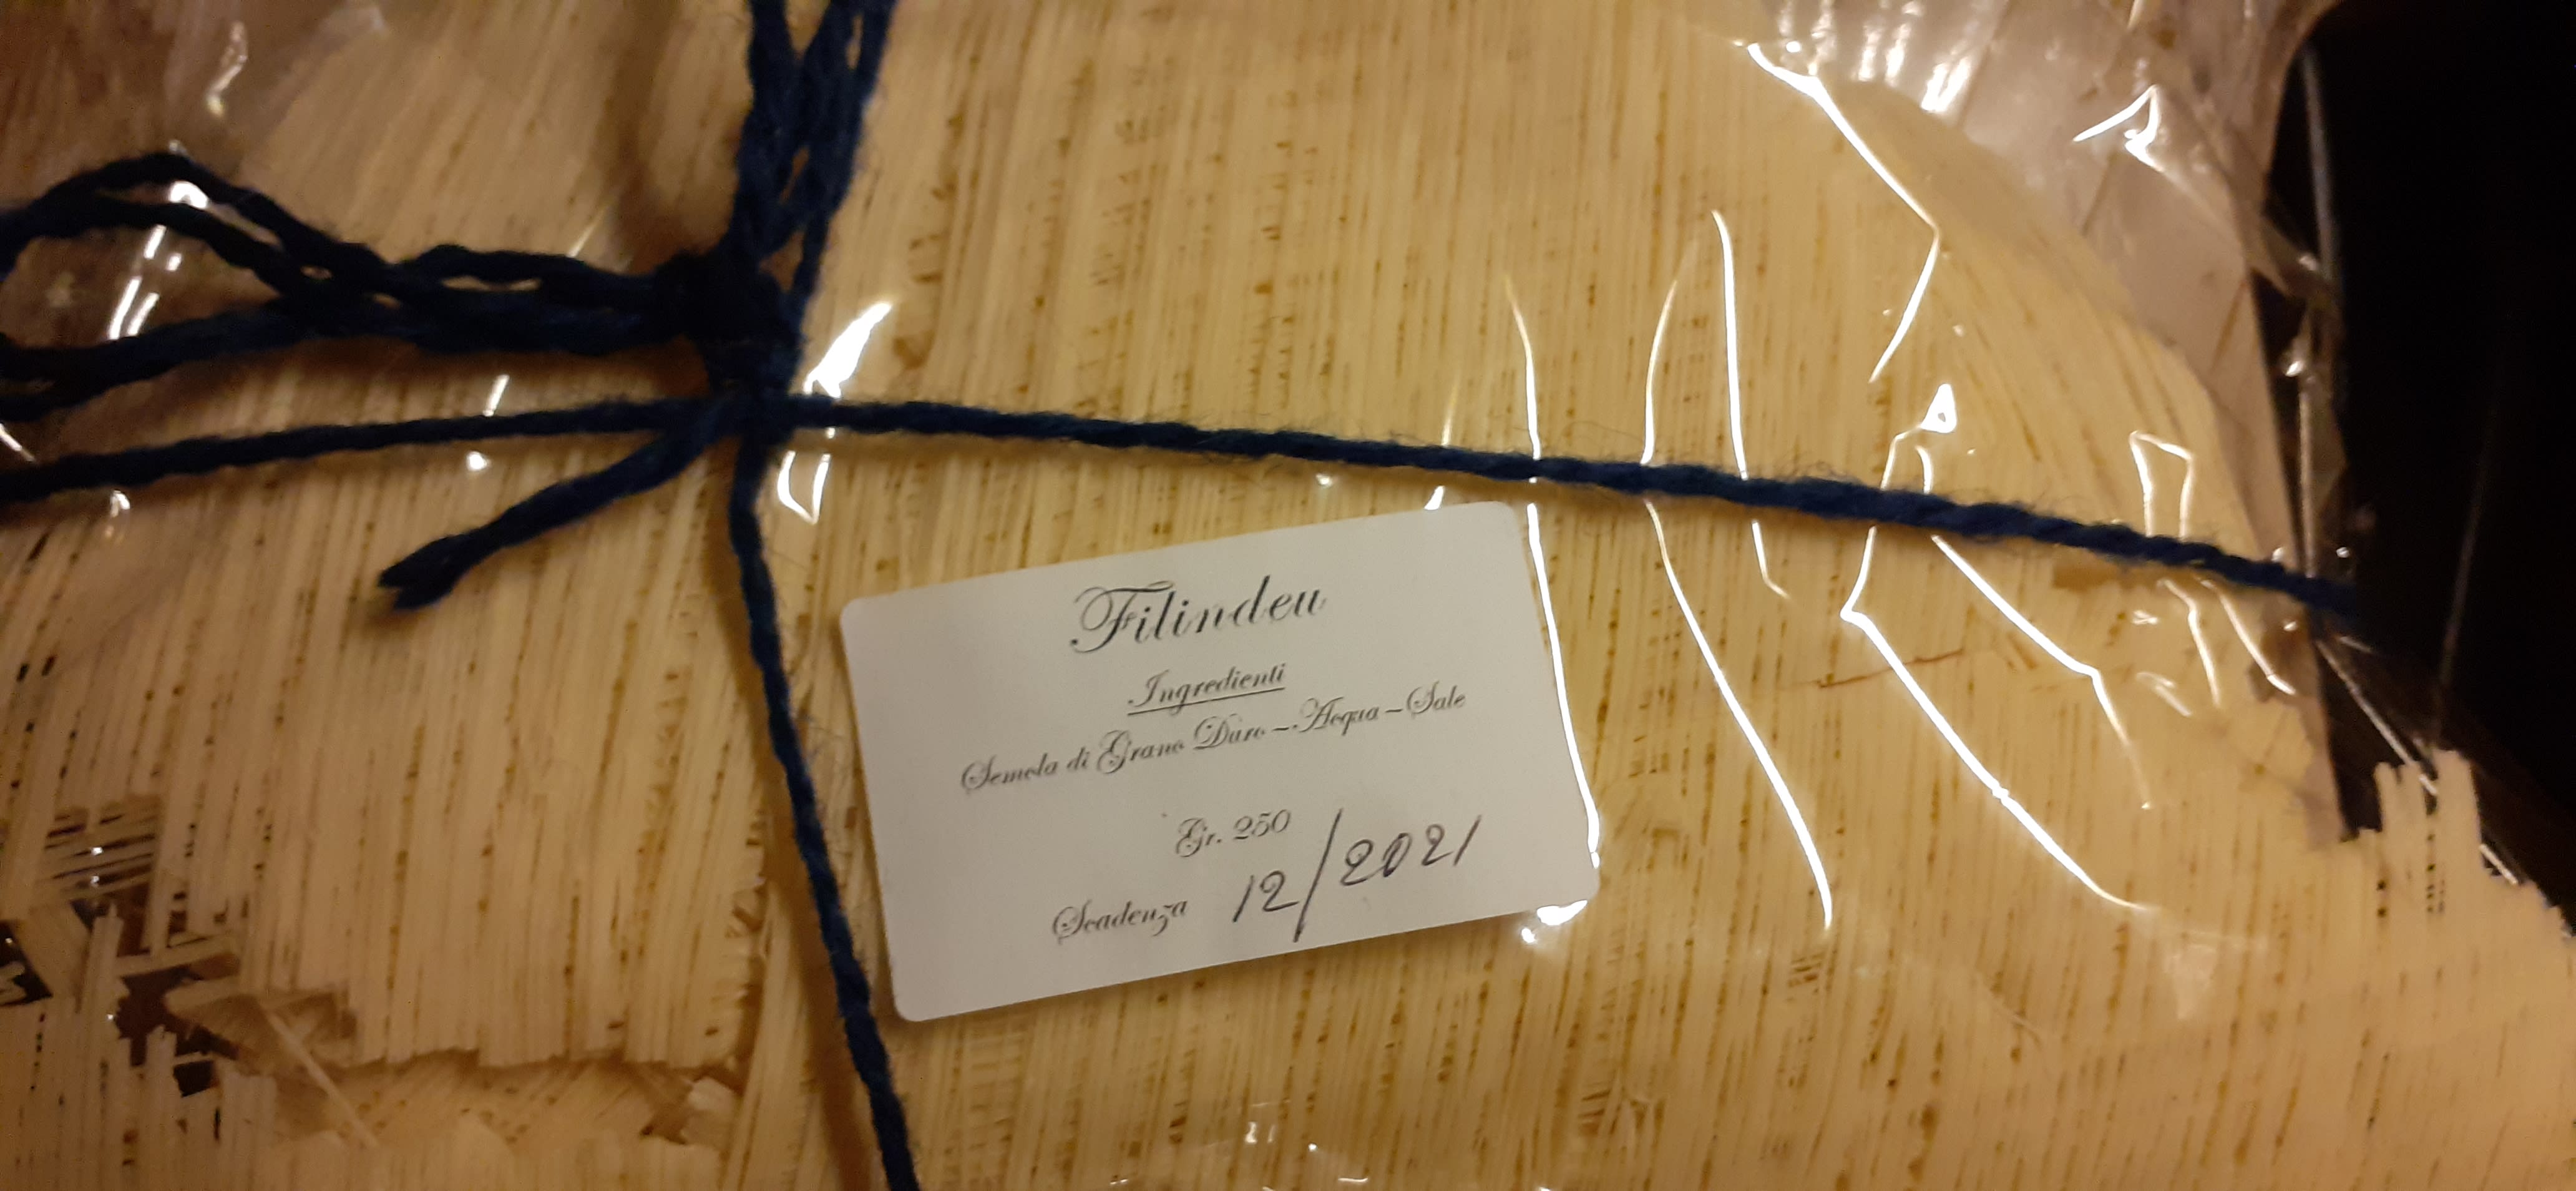 Filindeu
Ingredienti
Semola di Grano Duro – Acqua – Sale
Gr. 250
Scadenza 12/2021